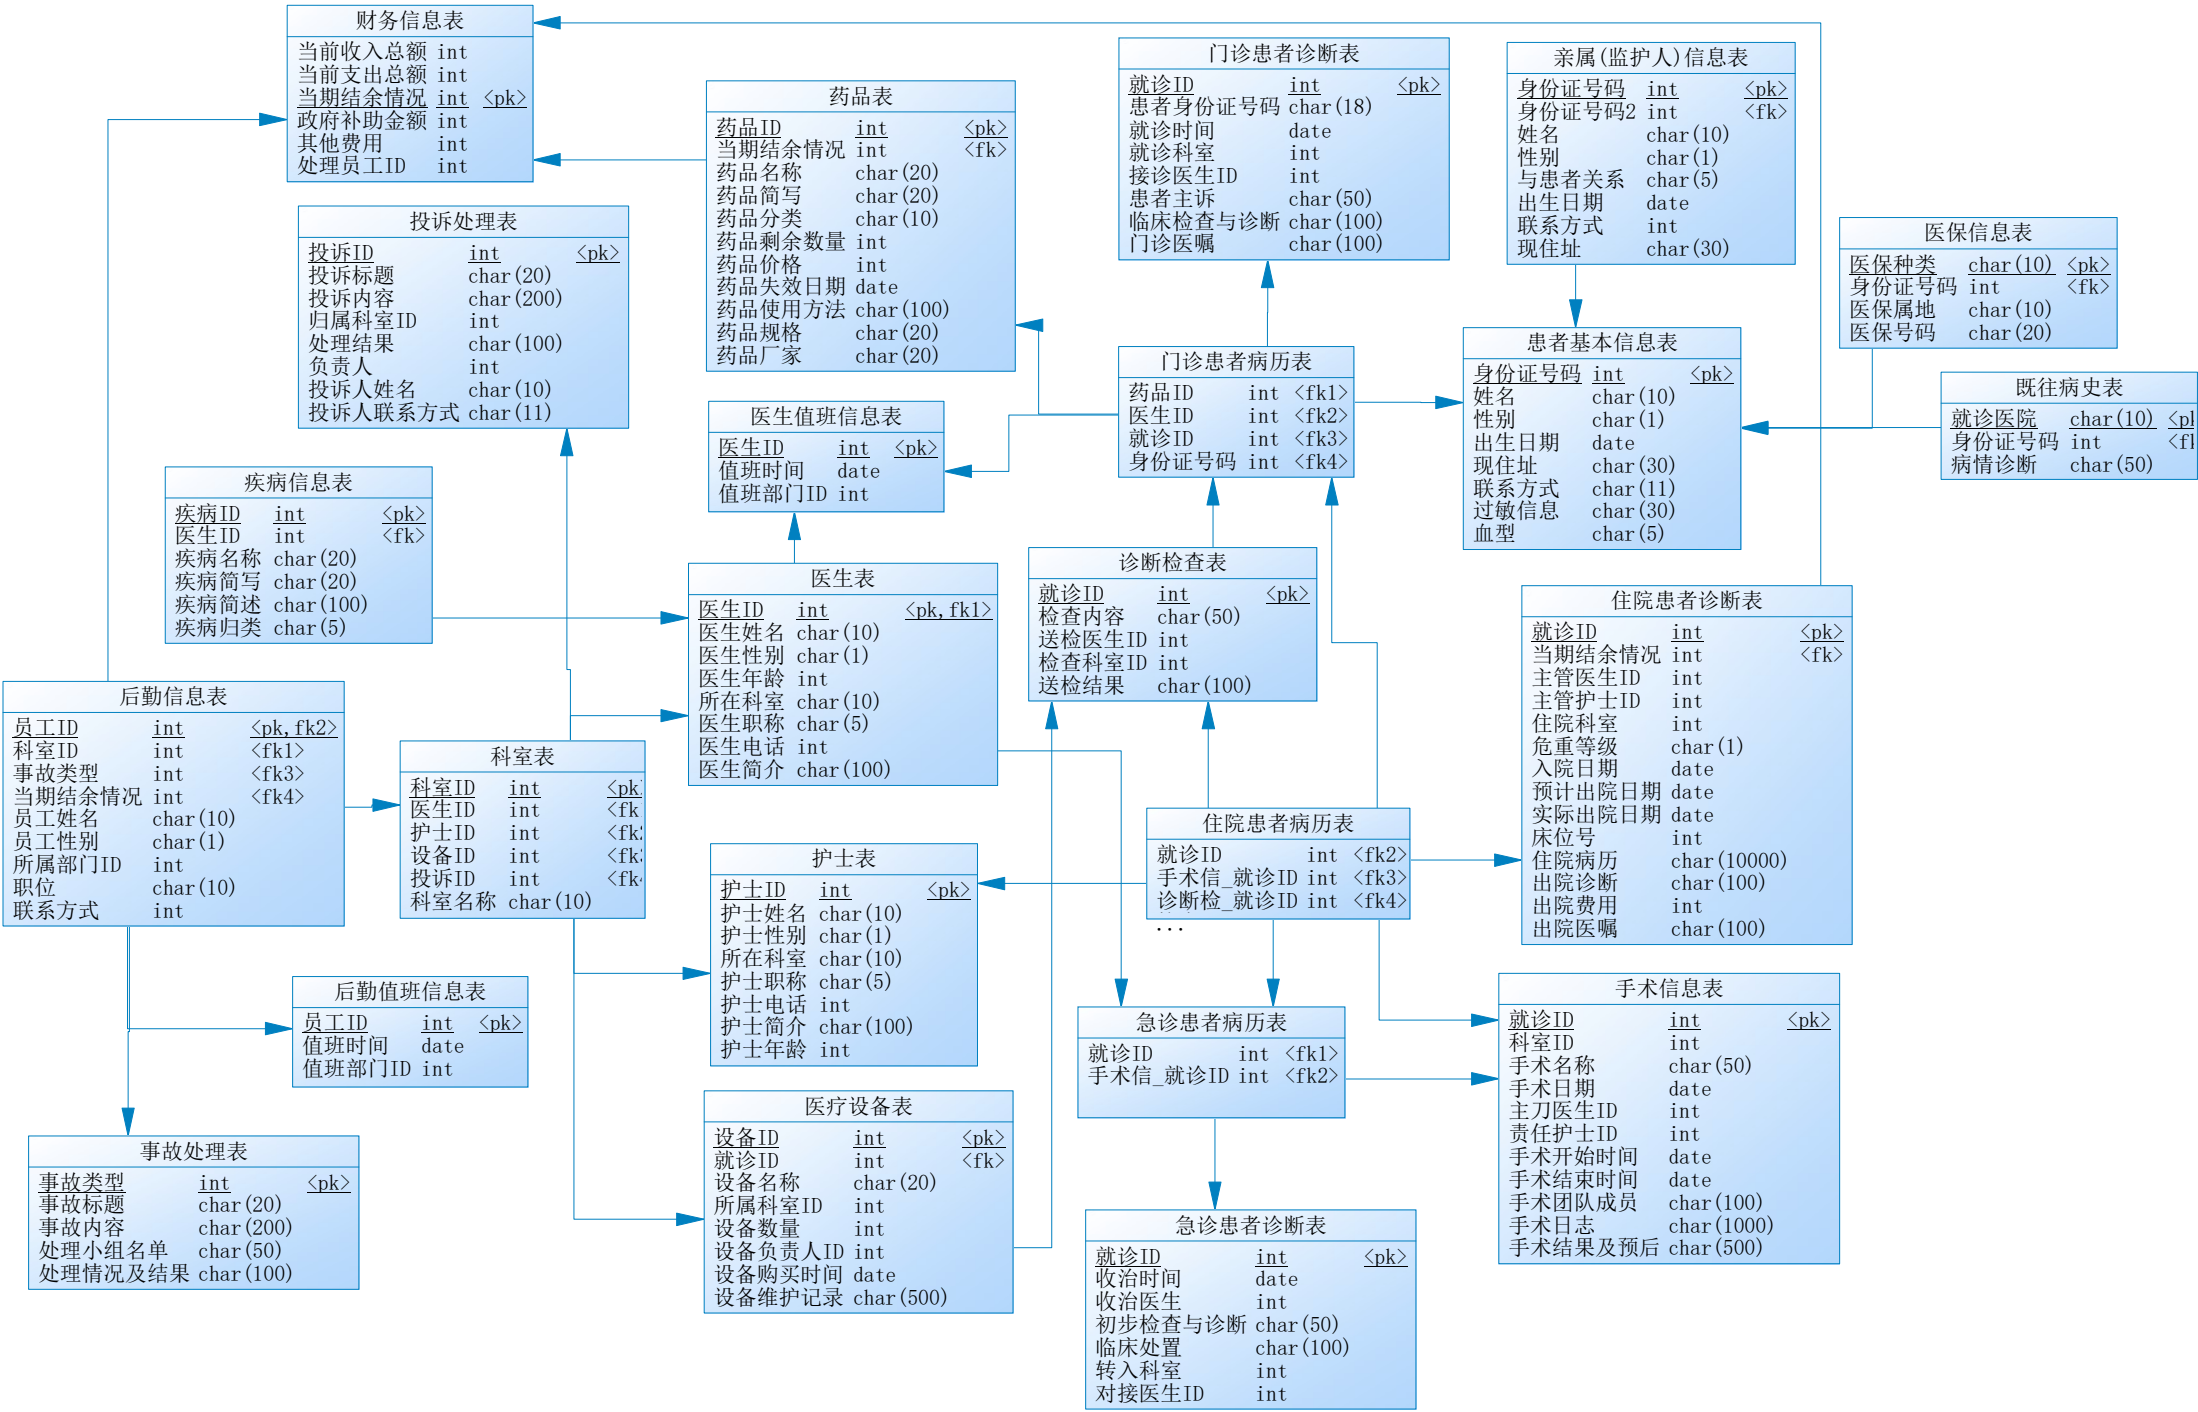 财务信息表
当前收入总额 int
当前支出总额 int
当期结余情况 int <pk>
政府补助金额 int
其他费用 int
处理员工ID int
药品表
药品ID int <pk>
当期结余情况 int <fk>
药品名称 char(20)
药品简写 char(20)
药品分类 char(10)
药品剩余数量 int
药品价格 int
药品失效日期 date
药品使用方法 char(100)
药品规格 char(20)
药品厂家 char(20)
门诊患者诊断表
就诊ID int <pk>
患者身份证号码 char(18)
就诊时间 date
就诊科室 int
接诊医生ID int
患者主诉 char(50)
临床检查与诊断 char(100)
门诊医嘱 char(100)
亲属(监护人)信息表
身份证号码 int <pk>
身份证号码2 int <fk>
姓名 char(10)
性别 char(1)
与患者关系 char(5)
出生日期 date
联系方式 int
现住址 char(30)
医保信息表
医保种类 char(10) <pk>
身份证号码 int <fk>
医保属地 char(10)
医保号码 char(20)
投诉处理表
投诉ID int <pk>
投诉标题 char(20)
投诉内容 char(200)
归属科室ID int
处理结果 char(100)
负责人 int
投诉人姓名 char(10)
投诉人联系方式 char(11)
门诊患者病历表
药品ID int <fk1>
医生ID int <fk2>
就诊ID int <fk3>
身份证号码 int <fk4>
患者基本信息表
身份证号码 int <pk>
姓名 char(10)
性别 char(1)
出生日期 date
现住址 char(30)
联系方式 char(11)
过敏信息 char(30)
血型 char(5)
既往病史表
就诊医院 char(10) <pk
身份证号码 int <fk
病情诊断 char(50)
医生值班信息表
医生ID int <pk>
值班时间 date
值班部门ID int
疾病信息表
疾病ID int <pk>
医生ID int <fk>
疾病名称 char(20)
疾病简写 char(20)
疾病简述 char(100)
疾病归类 char(5)
医生表
医生ID int <pk,fk1>
医生姓名 char(10)
医生性别 char(1)
医生年龄 int
所在科室 char(10)
医生职称 char(5)
医生电话 int
医生简介 char(100)
诊断检查表
就诊ID int <pk>
检查内容 char(50)
送检医生ID int
检查科室ID int
送检结果 char(100)
住院患者诊断表
就诊ID int <pk>
当期结余情况 int <fk>
主管医生ID int
主管护士ID int
住院科室 int
危重等级 char(1)
入院日期 date
预计出院日期 date
实际出院日期 date
床位号 int
住院病历 char(10000)
出院诊断 char(100)
出院费用 int
出院医嘱 char(100)
后勤信息表
员工ID int <pk,fk2>
科室ID int <fk1>
事故类型 int <fk3>
当期结余情况 int <fk4>
员工姓名 char(10)
员工性别 char(1)
所属部门ID int
职位 char(10)
联系方式 int
科室表
科室ID int <pk
医生ID int <fk
护士ID int <fk2
设备ID int <fk
投诉ID int <fk4
科室名称 char(10)
护士表
护士ID int <pk>
护士姓名 char(10)
护士性别 char(1)
所在科室 char(10)
护士职称 char(5)
护士电话 int
护士简介 char(100)
护士年龄 int
住院患者病历表
就诊ID int <fk2>
手术信_就诊ID int <fk3>
诊断检_就诊ID int <fk4>
...
后勤值班信息表
员工ID int <pk>
值班时间 date
值班部门ID int
急诊患者病历表
就诊ID int <fk1>
手术信_就诊ID int <fk2>
手术信息表
就诊ID int <pk>
科室ID int
手术名称 char(50)
手术日期 date
主刀医生ID int
责任护士ID int
手术开始时间 date
手术结束时间 date
手术团队成员 char(100)
手术日志 char(1000)
手术结果及预后 char(500)
事故处理表
事故类型 int <pk>
事故标题 char(20)
事故内容 char(200)
处理小组名单 char(50)
处理情况及结果 char(100)
医疗设备表
设备ID int <pk>
就诊ID int <fk>
设备名称 char(20)
所属科室ID int
设备数量 int
设备负责人ID int
设备购买时间 date
设备维护记录 char(500)
急诊患者诊断表
就诊ID int <pk>
收治时间 date
收治医生 int
初步检查与诊断 char(50)
临床处置 char(100)
转入科室 int
对接医生ID int